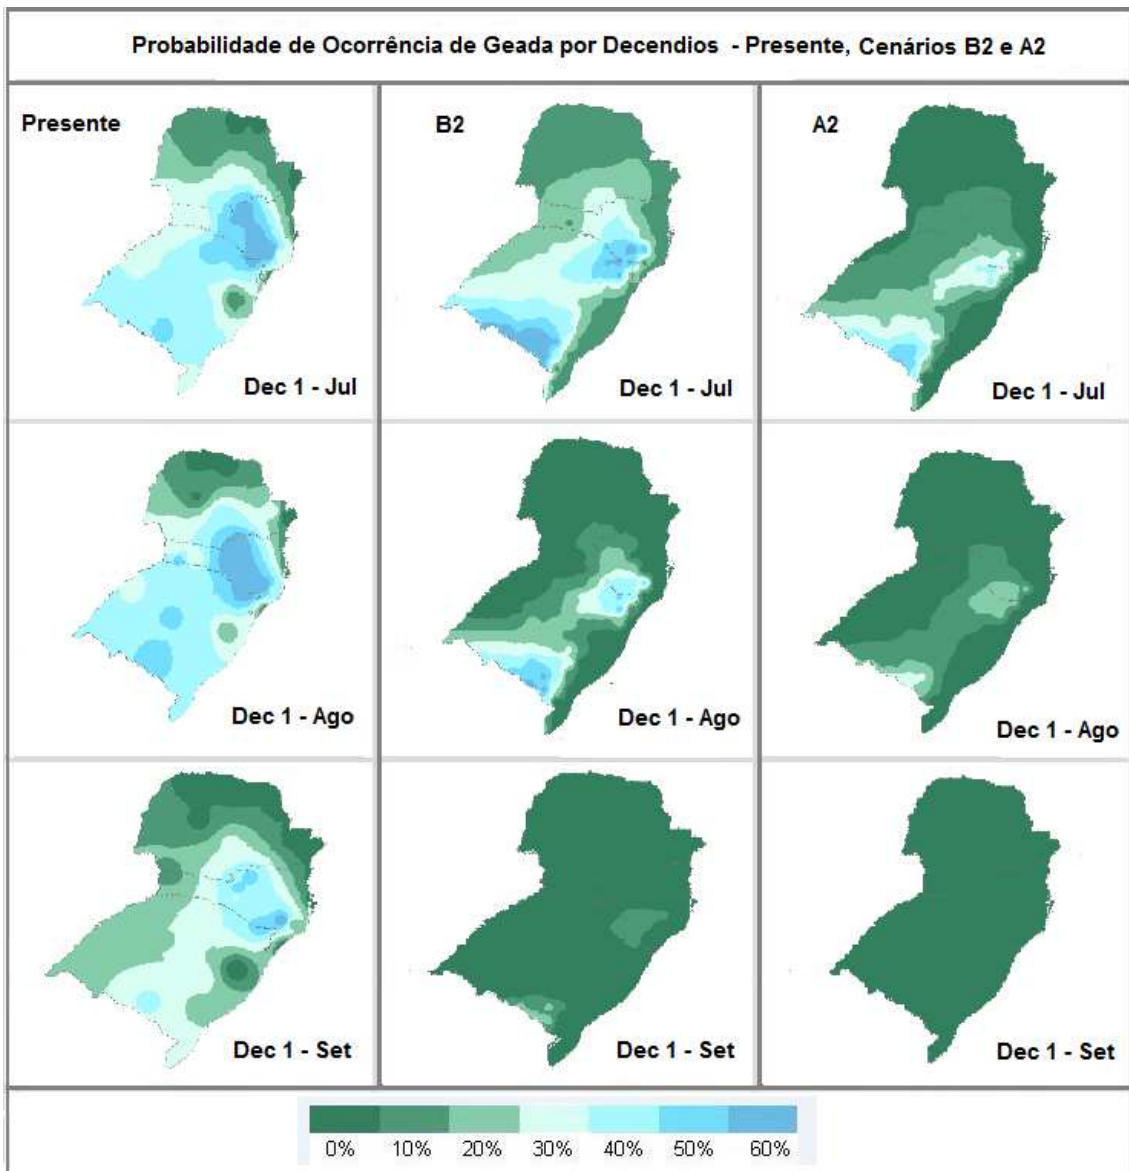 Probabilidade de Ocorrência de Geada por Decendios - Presente, Cenários B2 e A2
Presente
B2
A2
Dec 1 - Jul
Dec 1 - Jul
Dec 1 - Jul
Dec 1 - Ago
Dec 1 - Ago
Dec 1 - Ago
Dec 1 - Set
Dec 1 - Set
Dec 1 - Set
0% 10% 20% 30% 40% 50% 60%